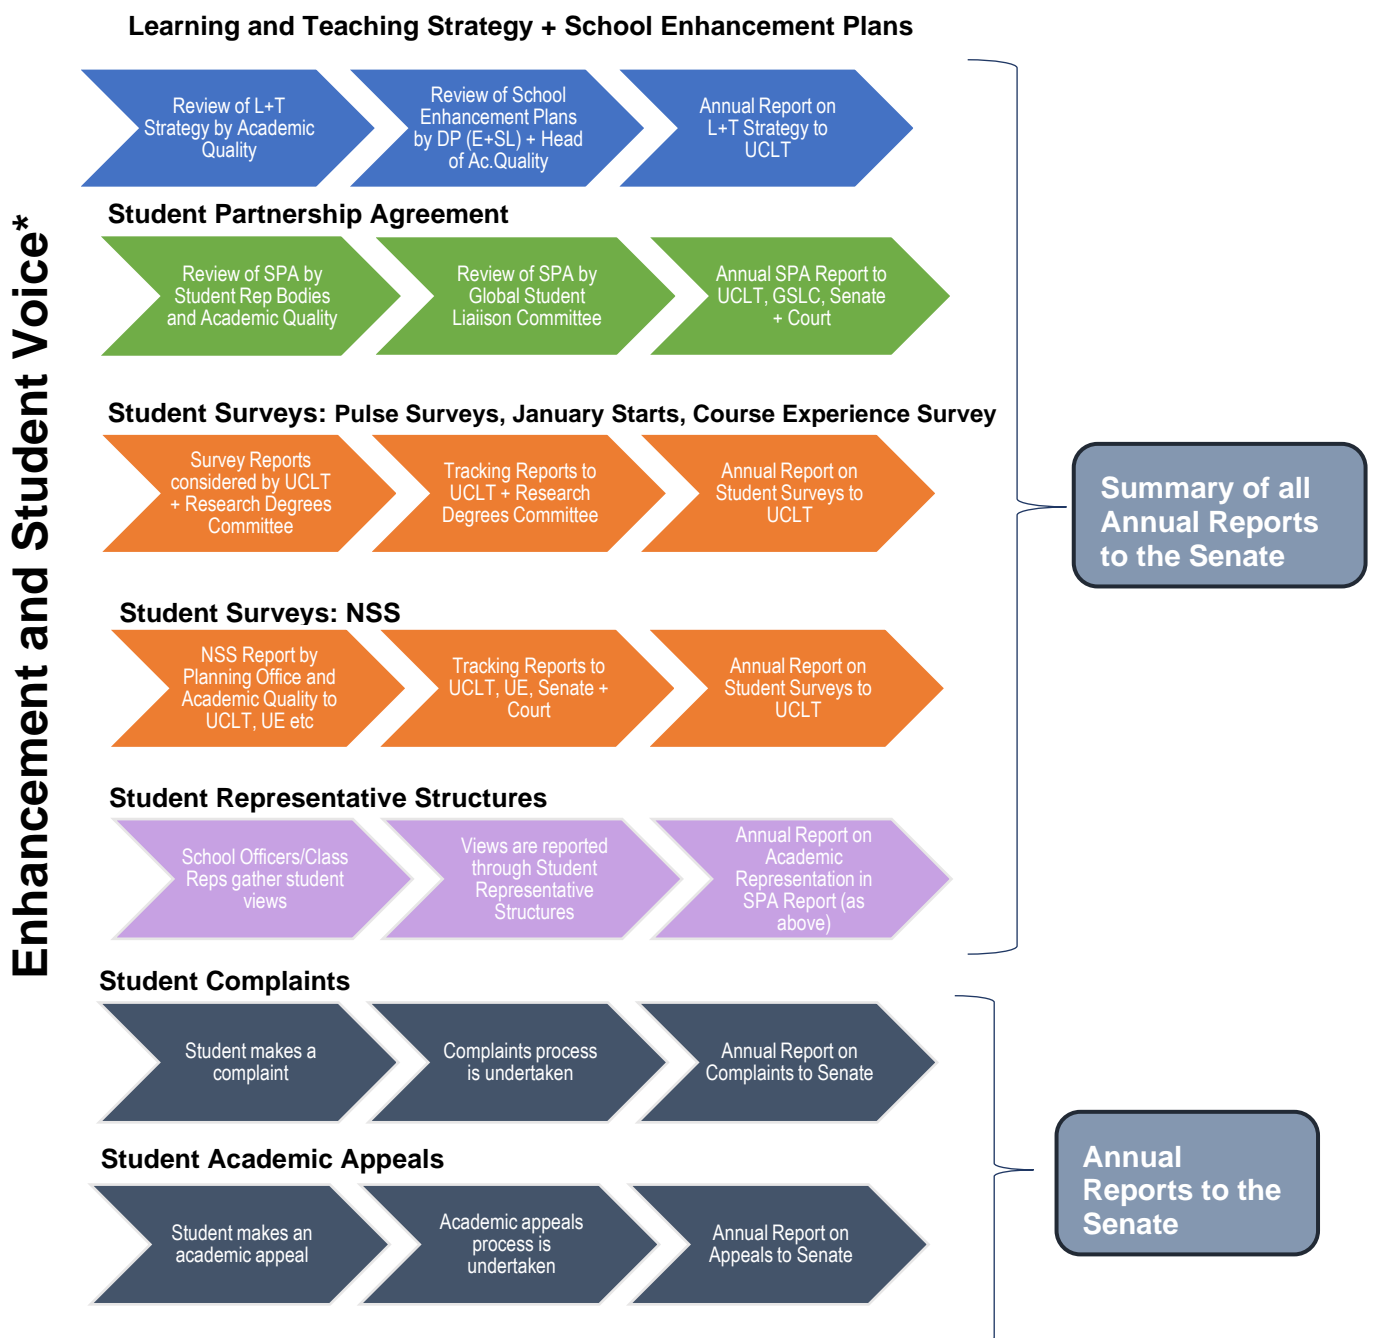 Learning and Teaching Strategy + School Enhancement Plans
Review of L+T
Strategy by Academic
Quality
Review of School
Enhancement Plans
by DP (E+SL) + Head
of Ac.Quality
Annual Report on
L+T Strategy to
UCLT
Student Partnership Agreement
Review of SPA by
Student Rep Bodies
and Academic Quality
Review of SPA by
Global Student
Liaiison Committee
Annual SPA Report to
UCLT, GSLC, Senate
+ Court
Student Surveys: Pulse Surveys, January Starts, Course Experience Survey
Survey Reports
considered by UCLT
+ Research Degrees
Committee
Tracking Reports to
UCLT + Research
Degrees Committee
Annual Report on
Student Surveys to
UCLT
Student Surveys: NSS
NSS Report by
Planning Office and
Academic Quality to
UCLT, UE etc
Tracking Reports to
UCLT, UE, Senate +
Court
Annual Report on
Student Surveys to
UCLT
Student Representative Structures
School Officers/Class
Reps gather student
views
Views are reported
through Student
Representative
Structures
Annual Report on
Academic
Representation in
SPA Report (as
above)
Student Complaints
Student makes a
complaint
Complaints process
is undertaken
Annual Report on
Complaints to Senate
Student Academic Appeals
Student makes an
academic appeal
Academic appeals
process is
undertaken
Annual Report on
Appeals to Senate
Enhancement and Student Voice*
Summary of all
Annual Reports
to the Senate
Annual
Reports to the
Senate